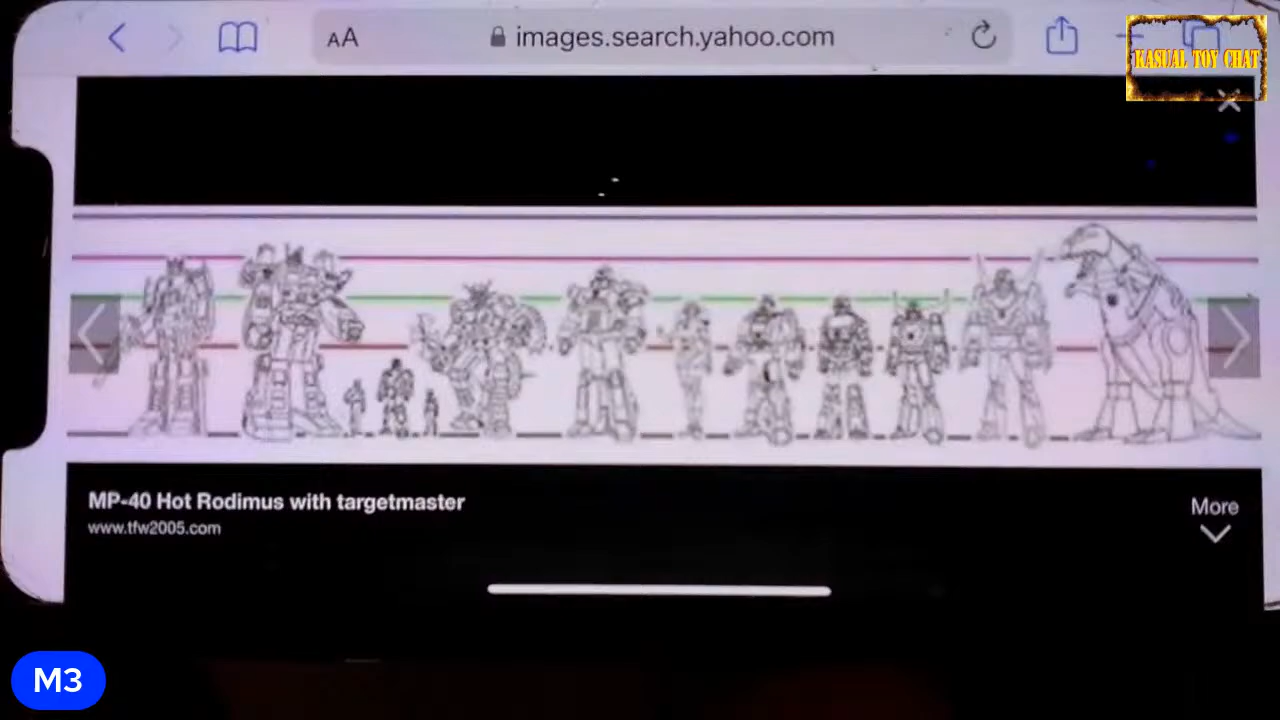 AA images.search.yahoo.com
KASUAL TOY CHAT
MP-40 Hot Rodimus with targetmaster
www.tfw2005.com
More
M3